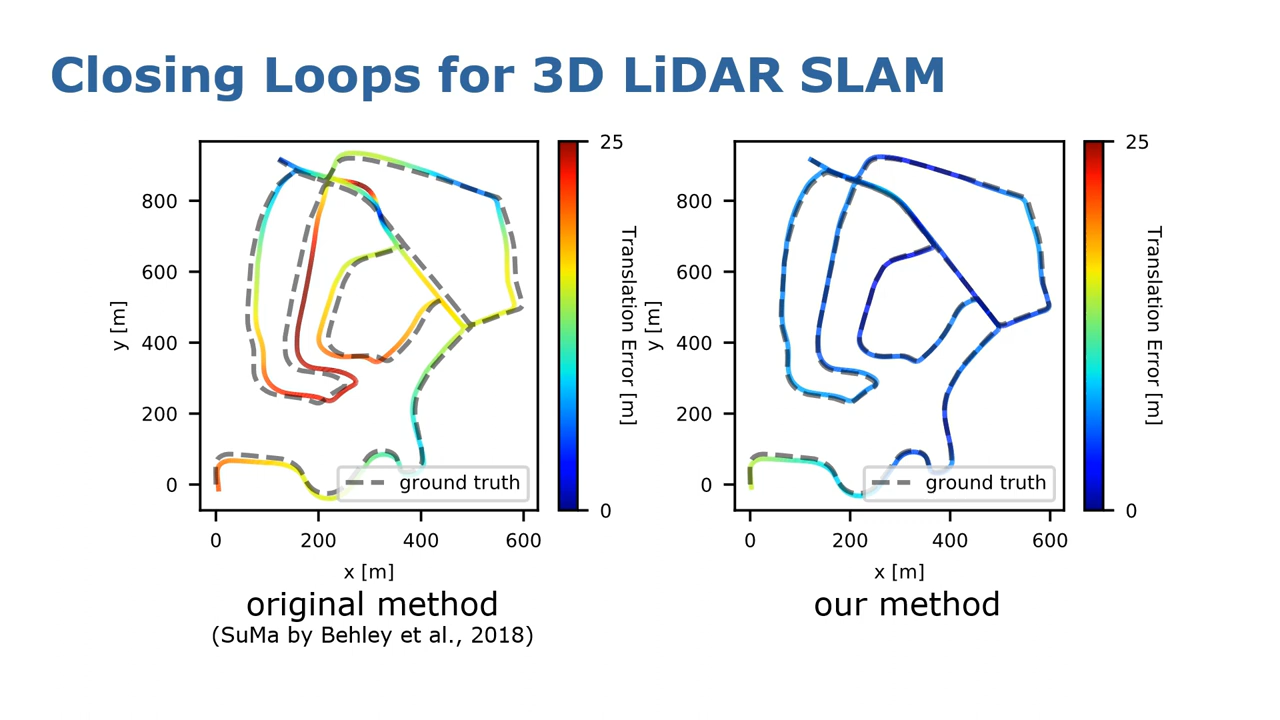 Closing Loops for 3D LiDAR SLAM
800
600
400
200
0
y [m]
0
200
400
600
x [m]
ground truth
25
0
Translation Error [m]
original method
(SuMa by Behley et al., 2018)
800
600
400
200
0
y [m]
0
200
400
600
x [m]
ground truth
25
0
Translation Error [m]
our method